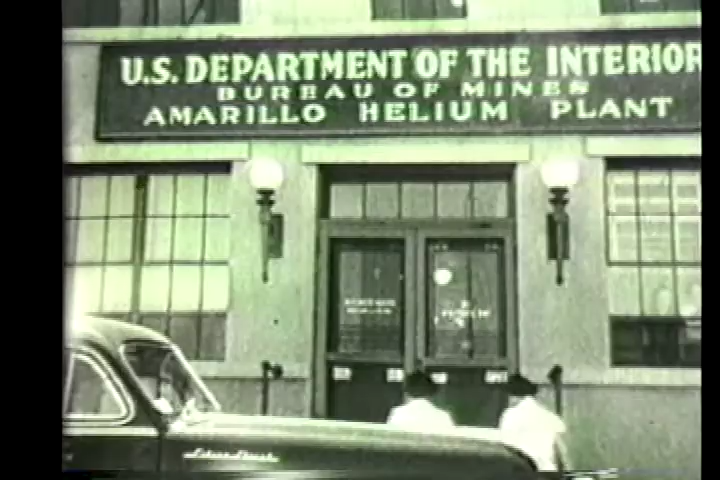 U.S. DEPARTMENT OF THE INTERIOR
BUREAU OF MINES
AMARILLO HELIUM PLANT